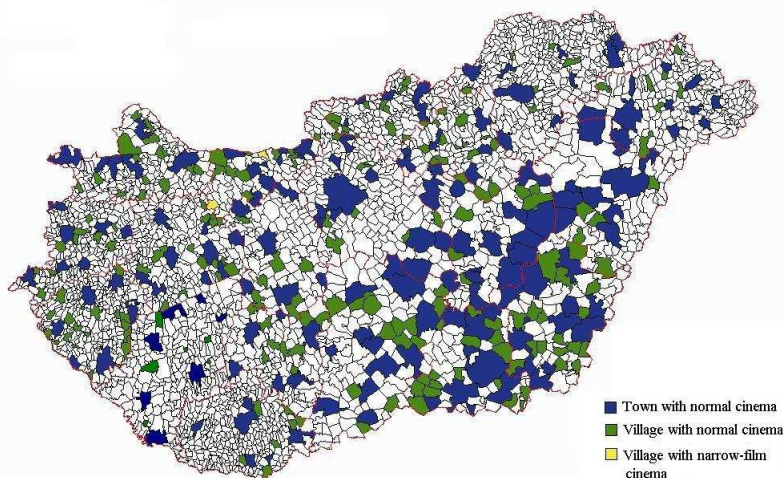 Town with normal cinema
Village with normal cinema
Village with narrow-film
cinema